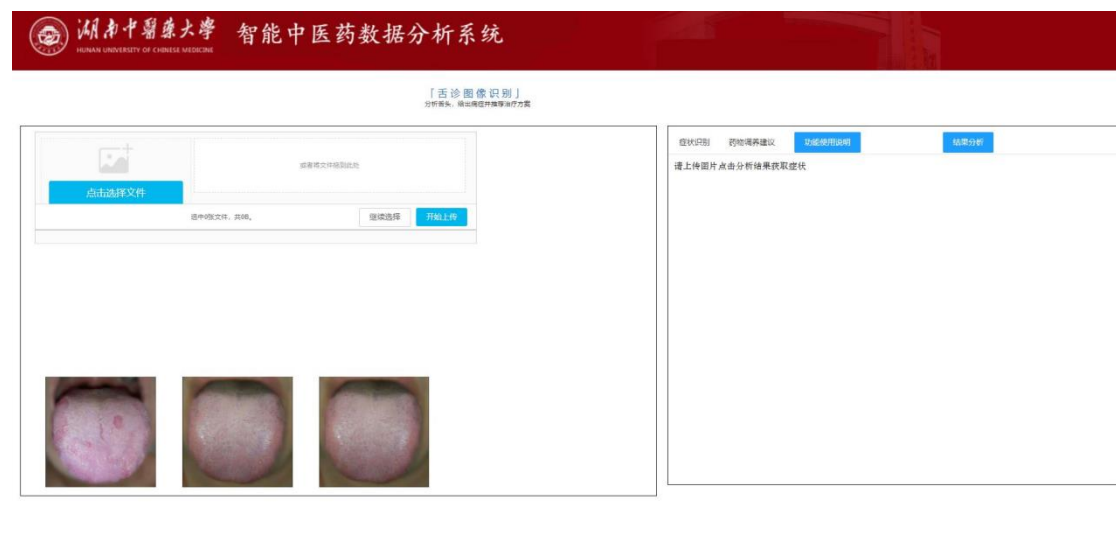 湖南中醫藥大學
HUNAN UNIVERSITY OF CHINESE MEDICINE
智能中医药数据分析系统
「舌诊图像识别」
分析舌头，给出病症并推荐治疗方案
点击选择文件
或者将文件拖到此处
选中0张文件，共0B。
继续选择
开始上传
症状识别
药物调养建议
功能使用说明
结果分析
请上传图片点击分析结果获取症状